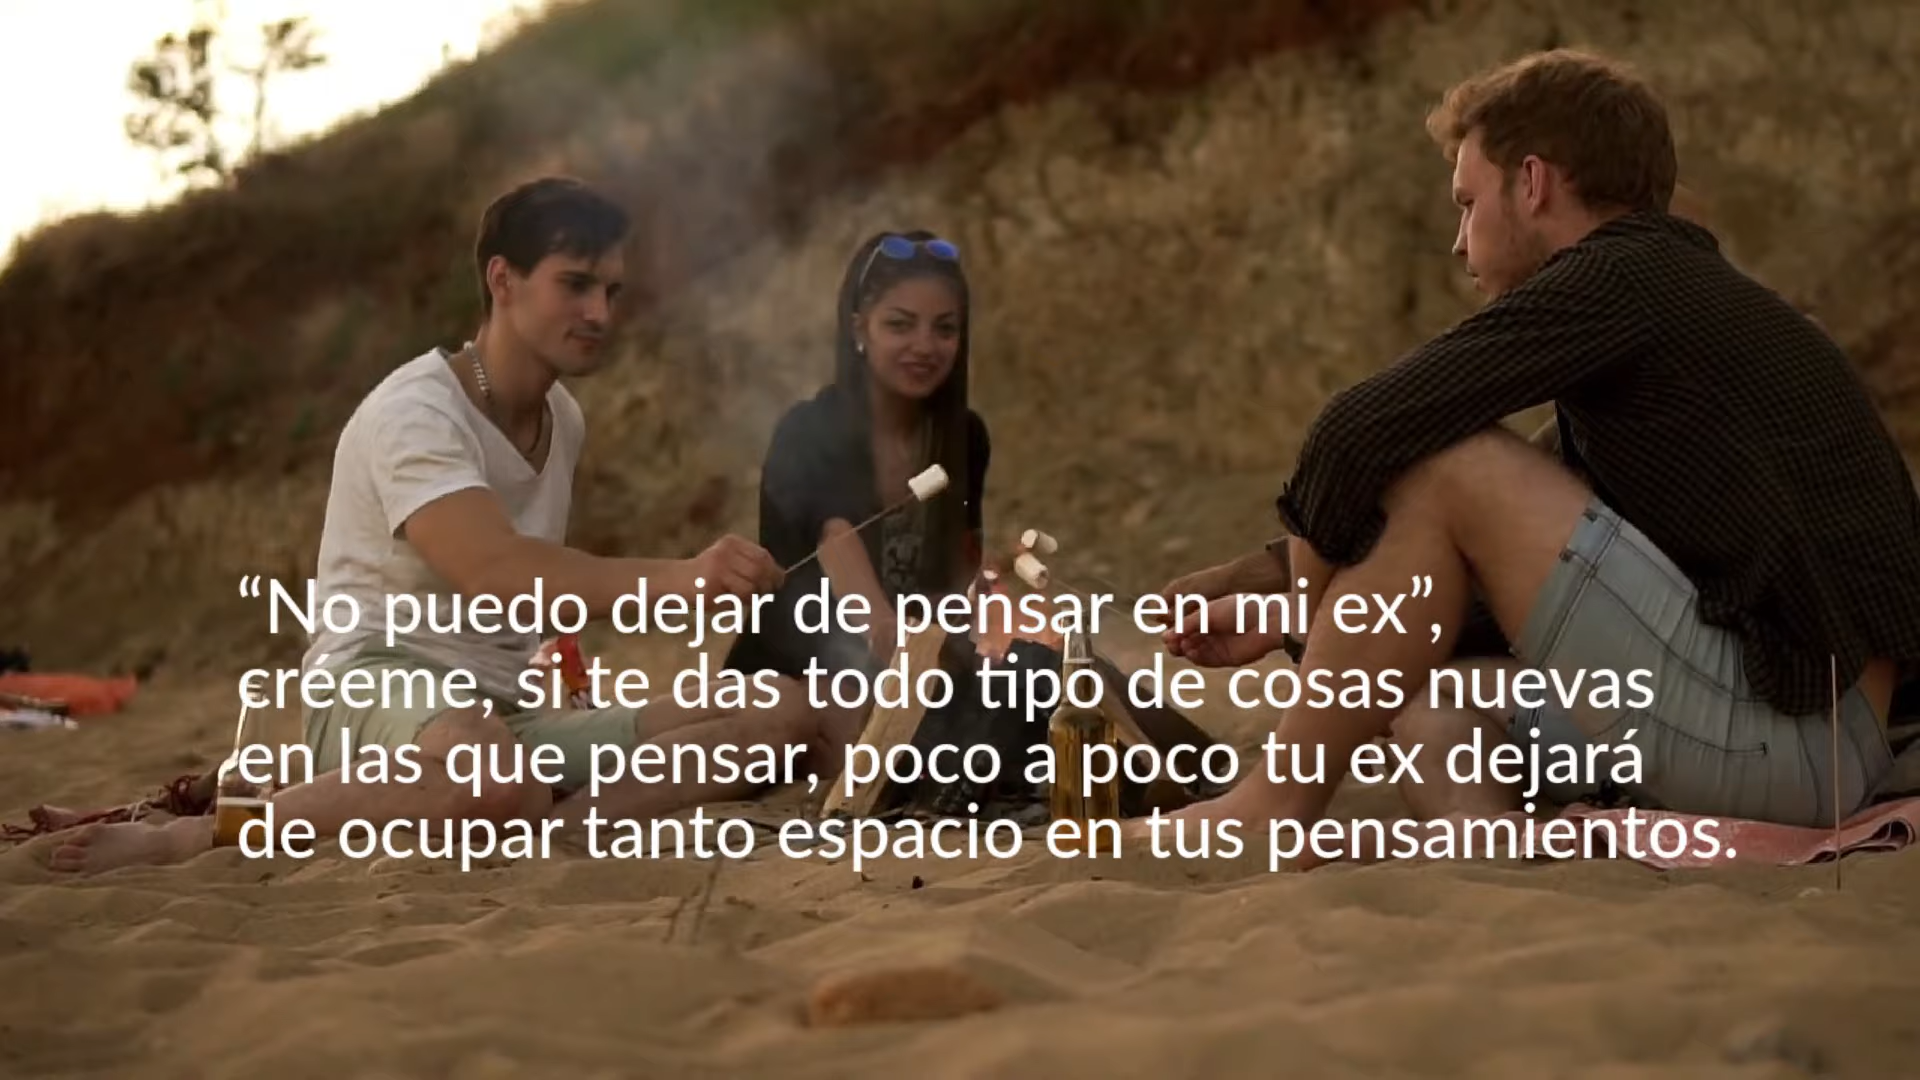 “No puedo dejar de pensar en mi ex”,
créeme, si te das todo tipo de cosas nuevas
en las que pensar, poco a poco tu ex dejará
de ocupar tanto espacio en tus pensamientos.